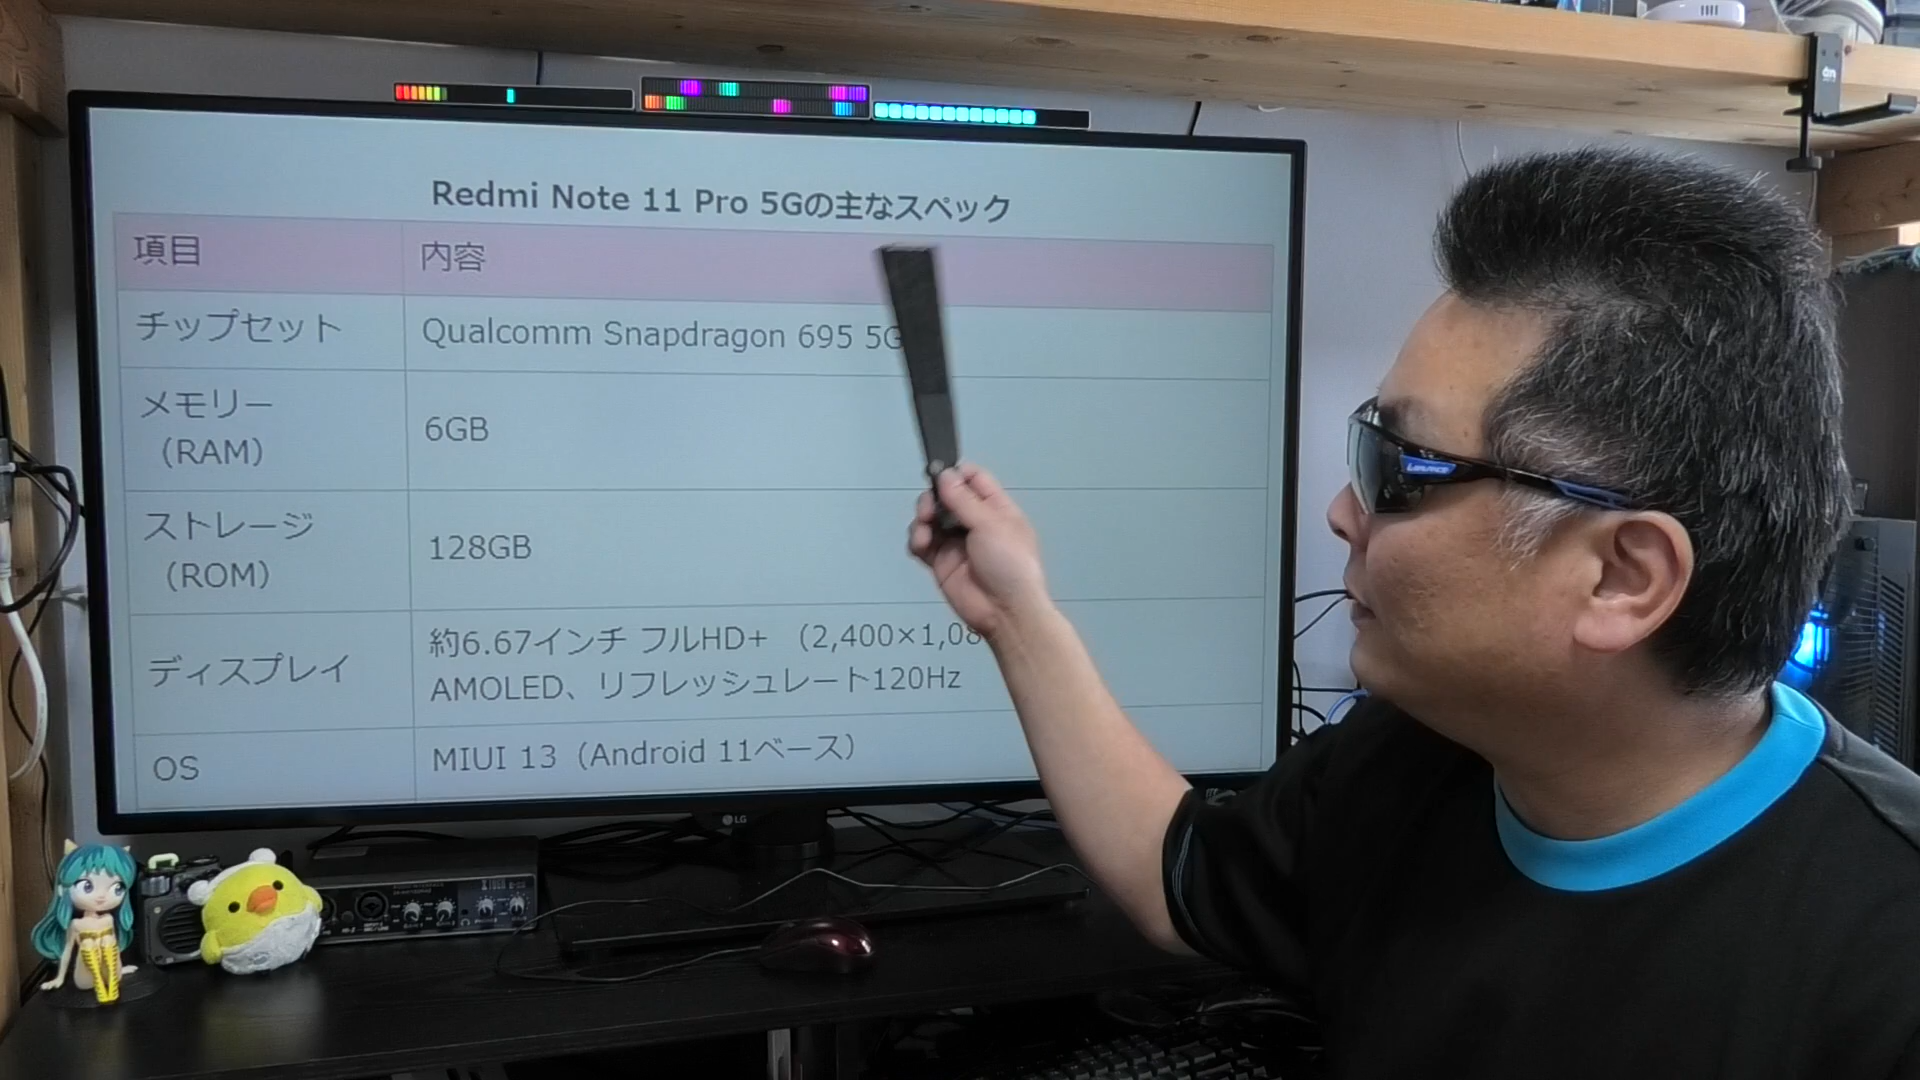 Redmi Note 11 Pro 5Gの主なスペック
項目
内容
チップセット
Qualcomm Snapdragon 695 5G
メモリー
（RAM）
6GB
ストレージ
（ROM）
128GB
ディスプレイ
約6.67インチ フルHD+ （2,400×1,08
AMOLED、リフレッシュレート120Hz
OS
MIUI 13（Android 11ベース）
LG